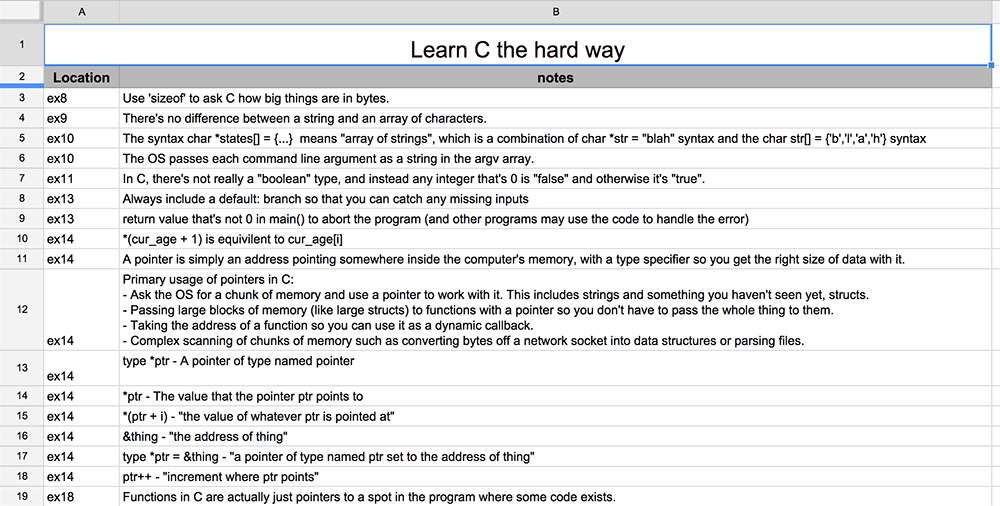 A B
1 Learn C the hard way
2 Location notes
3 ex8 Use 'sizeof' to ask C how big things are in bytes.
4 ex9 There's no difference between a string and an array of characters.
5 ex10 The syntax char *states[] = {...}  means "array of strings", which is a combination of char *str = "blah" syntax and the char str[] = {'b','l','a','h'} syntax
6 ex10 The OS passes each command line argument as a string in the argv array.
7 ex11 In C, there's not really a "boolean" type, and instead any integer that's 0 is "false" and otherwise it's "true".
8 ex13 Always include a default: branch so that you can catch any missing inputs
9 ex13 return value that's not 0 in main() to abort the program (and other programs may use the code to handle the error)
10 ex14 *(cur_age + 1) is equivilent to cur_age[i]
11 ex14 A pointer is simply an address pointing somewhere inside the computer's memory, with a type specifier so you get the right size of data with it.
Primary usage of pointers in C:
- Ask the OS for a chunk of memory and use a pointer to work with it. This includes strings and something you haven't seen yet, structs.
12 - Passing large blocks of memory (like large structs) to functions with a pointer so you don't have to pass the whole thing to them.
- Taking the address of a function so you can use it as a dynamic callback.
ex14 - Complex scanning of chunks of memory such as converting bytes off a network socket into data structures or parsing files.
13 type *ptr - A pointer of type named pointer
ex14
14 ex14 *ptr - The value that the pointer ptr points to
15 ex14 *(ptr + i) - "the value of whatever ptr is pointed at"
16 ex14 &thing - "the address of thing"
17 ex14 type *ptr = &thing - "a pointer of type named ptr set to the address of thing"
18 ex14 ptr++ - "increment where ptr points"
19 ex18 Functions in C are actually just pointers to a spot in the program where some code exists.